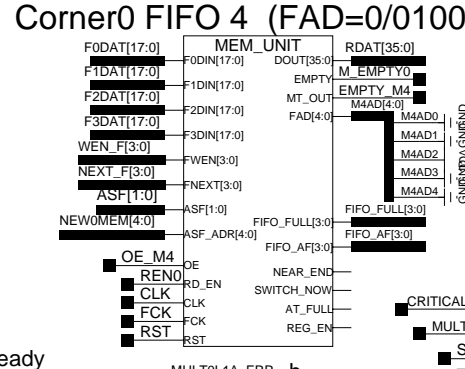 Corner0 FIFO 4 (FAD=0/0100
MEM_UNIT
F0DAT[17:0]
F0DIN[17:0]
DOUT[35:0]
RDAT[35:0]
F1DAT[17:0]
F1DIN[17:0]
EMPTY
M_EMPTY0
F2DAT[17:0]
F2DIN[17:0]
MT_OUT
EMPTY_M4
FAD[4:0]
M4AD[4:0]
F3DAT[17:0]
F3DIN[17:0]
M4AD0
M4AD1
M4AD2
M4AD3
M4AD4
WEN_F[3:0]
FWEN[3:0]
NEXT_F[3:0]
FNEXT[3:0]
ASF[1:0]
ASF[1:0]
NEW0MEM[4:0]
ASF_ADR[4:0]
FIFO_FULL[3:0]
FIFO_FULL[3:0]
FIFO_AF[3:0]
FIFO_AF[3:0]
OE_M4
OE
NEAR_END
REN0
RD_EN
SWITCH_NOW
CLK
CLK
AT_FULL
CRITICAL
FCK
FCK
REG_EN
MULT
RST
RST
S
eady